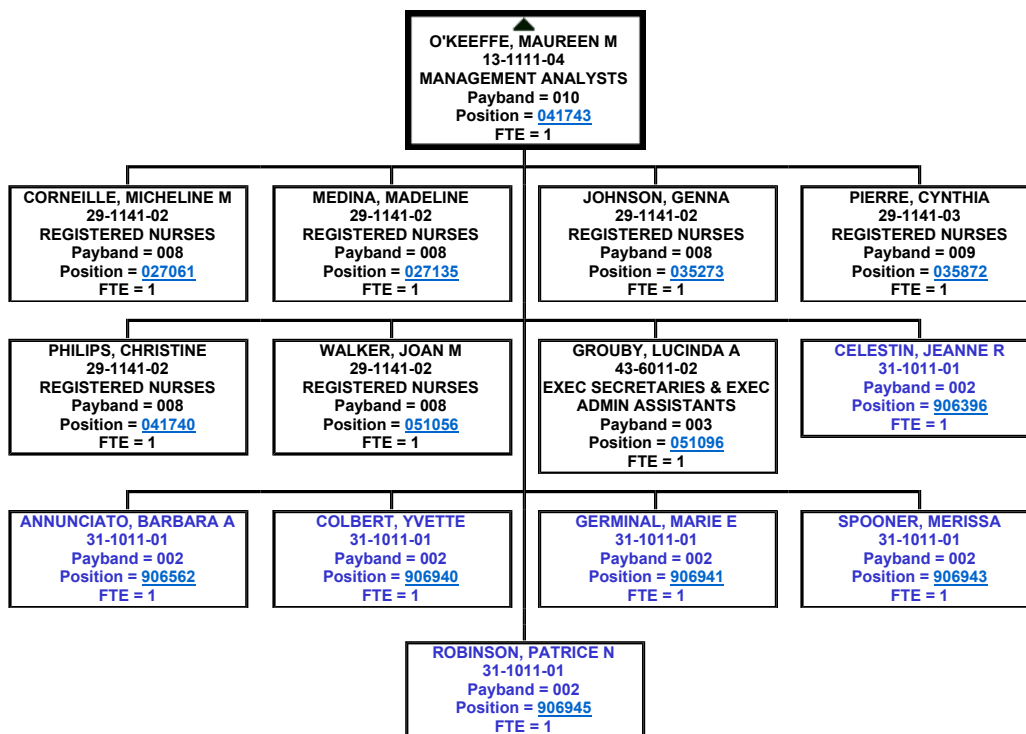 O'KEEFFE, MAUREEN M
13-1111-04
MANAGEMENT ANALYSTS
Payband = 010
Position = 041743
FTE = 1
CORNEILLE, MICHELINE M
29-1141-02
REGISTERED NURSES
Payband = 008
Position = 027061
FTE = 1
MEDINA, MADELINE
29-1141-02
REGISTERED NURSES
Payband = 008
Position = 027135
FTE = 1
JOHNSON, GENNA
29-1141-02
REGISTERED NURSES
Payband = 008
Position = 035273
FTE = 1
PIERRE, CYNTHIA
29-1141-03
REGISTERED NURSES
Payband = 009
Position = 035872
FTE = 1
PHILIPS, CHRISTINE
29-1141-02
REGISTERED NURSES
Payband = 008
Position = 041740
FTE = 1
WALKER, JOAN M
29-1141-02
REGISTERED NURSES
Payband = 008
Position = 051056
FTE = 1
GROUBY, LUCINDA A
43-6011-02
EXEC SECRETARIES & EXEC
ADMIN ASSISTANTS
Payband = 003
Position = 051096
FTE = 1
CELESTIN, JEANNE R
31-1011-01
Payband = 002
Position = 906396
FTE = 1
ANNUNCIATO, BARBARA A
31-1011-01
Payband = 002
Position = 906562
FTE = 1
COLBERT, YVETTE
31-1011-01
Payband = 002
Position = 906940
FTE = 1
GERMINAL, MARIE E
31-1011-01
Payband = 002
Position = 906941
FTE = 1
SPOONER, MERISSA
31-1011-01
Payband = 002
Position = 906943
FTE = 1
ROBINSON, PATRICE N
31-1011-01
Payband = 002
Position = 906945
FTE = 1